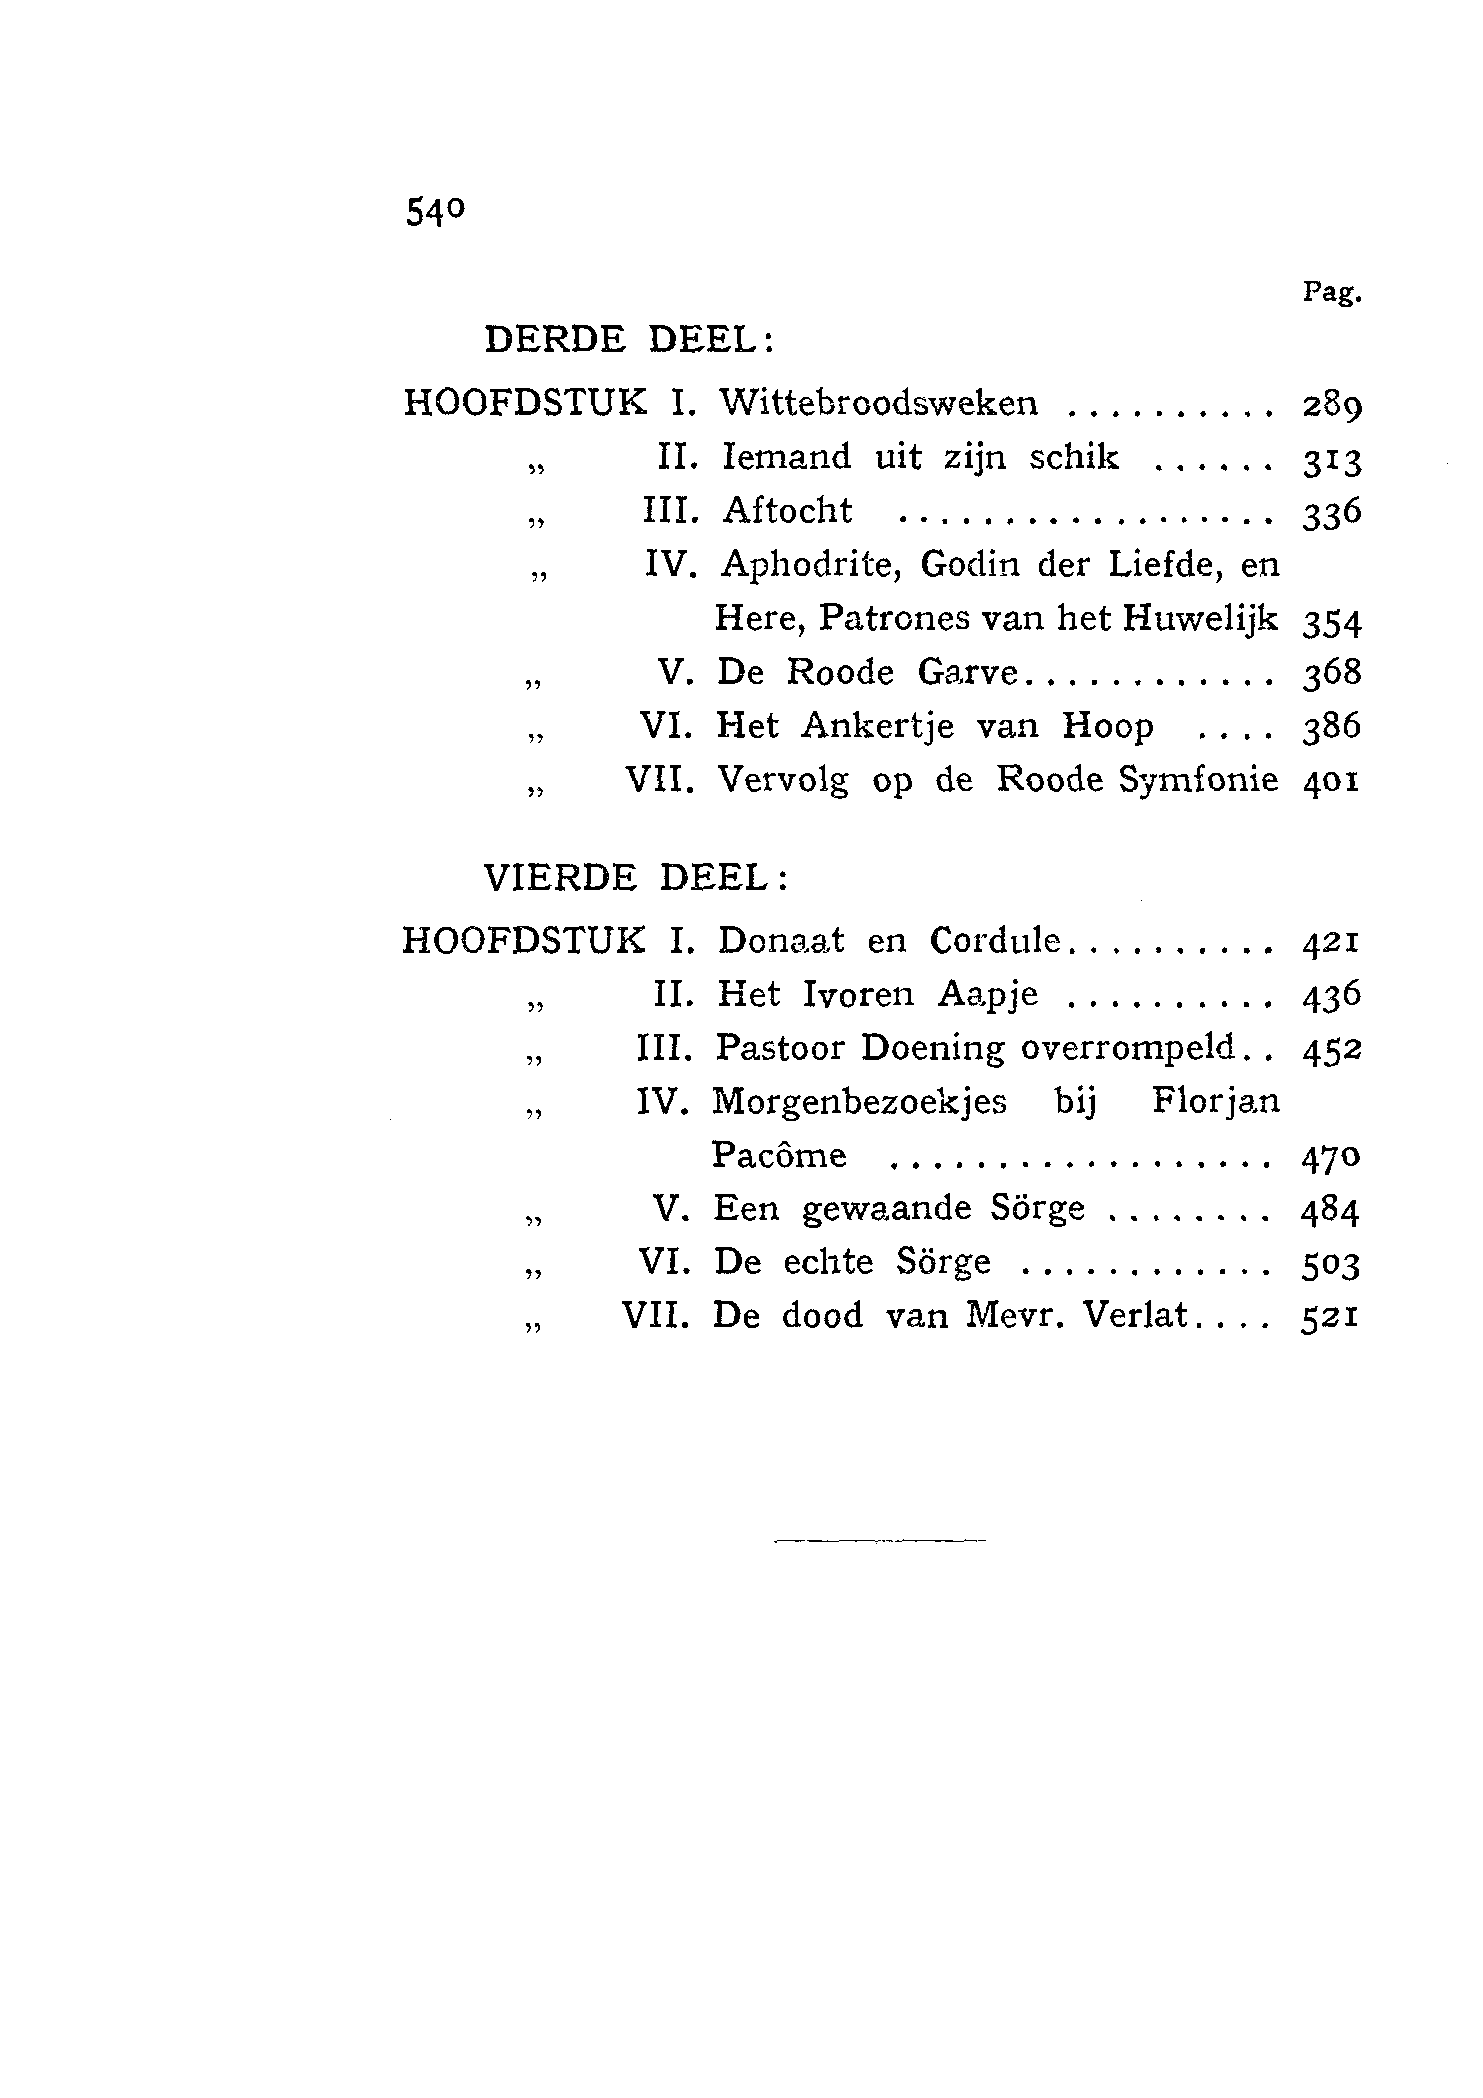 540
Pag.
DERDE DEEL:
HOOFDSTUK I. Wittebroodsweken .......... 289
„ II. Iemand uit zijn schik ...... 313
„ III. Aftocht .................. 336
„ IV. Aphodrite, Godin der Liefde, en
Here, Patrones van het Huwelijk 354
„ V. De Roode Garve............ 368
„ VI. Het Ankertje van Hoop .... 386
„ VII. Vervolg op de Roode Symfonie 401
VIERDE DEEL:
HOOFDSTUK I. Donaat en Cordule.......... 421
„ II. Het Ivoren Aapje .......... 436
„ III. Pastoor Doening overrompeld.. 452
„ IV. Morgenbezoekjes bij Florjan
Pacôme .................. 470
„ V. Een gewaande Sörge ........ 484
„ VI. De echte Sörge ............ 503
„ VII. De dood van Mevr. Verlat.... 521